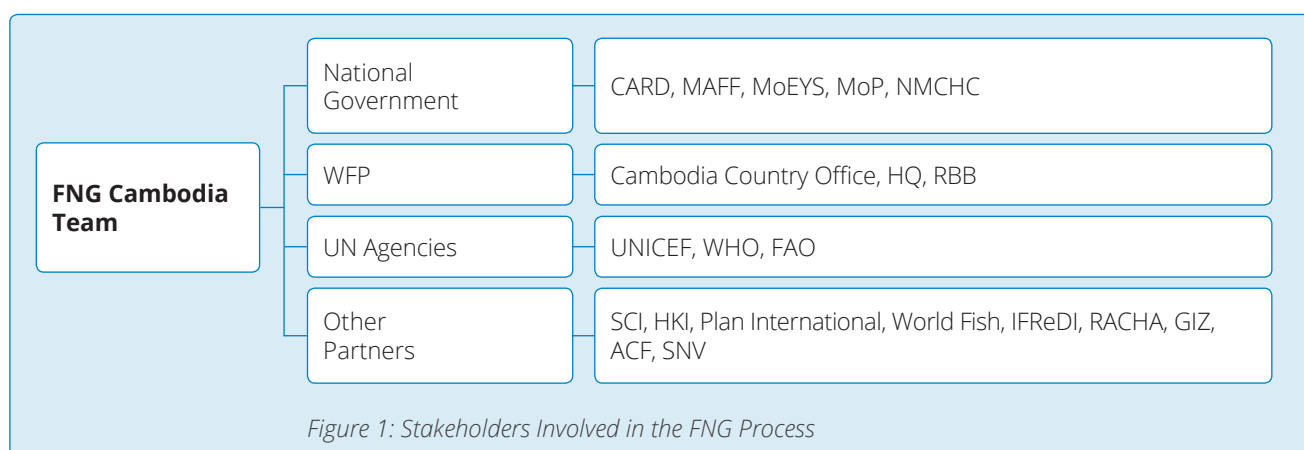 FNG Cambodia
Team
National
Government
CARD, MAFF, MoEYS, MoP, NMCHC
WFP
Cambodia Country Office, HQ, RBB
UN Agencies
UNICEF, WHO, FAO
Other
Partners
SCI, HKI, Plan International, World Fish, IFReDI, RACHA, GIZ,
ACF, SNV
Figure 1: Stakeholders Involved in the FNG Process